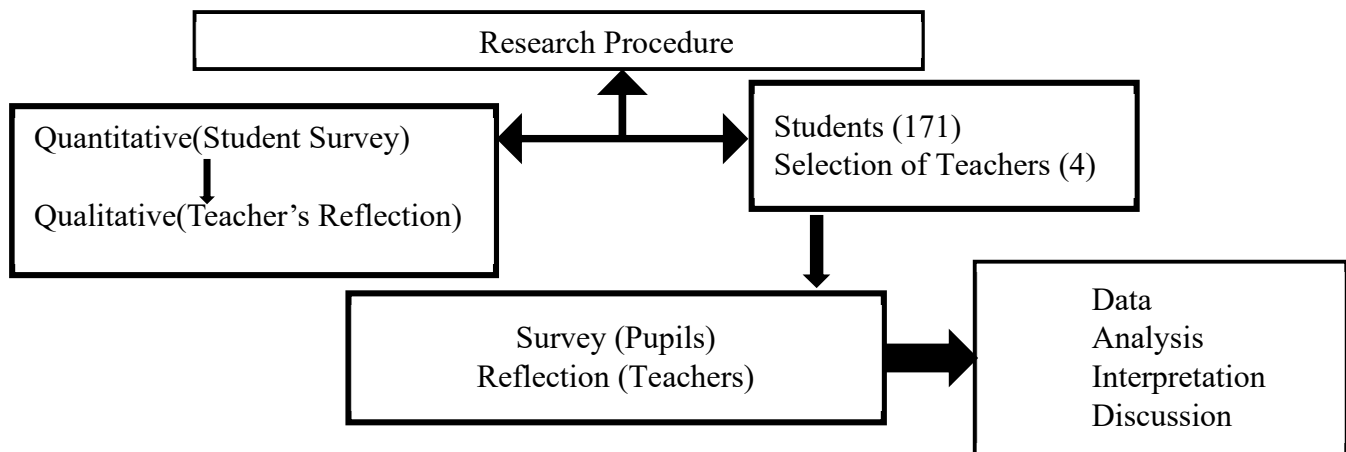 Research Procedure
Quantitative(Student Survey)
Qualitative(Teacher’s Reflection)
Students (171)
Selection of Teachers (4)
Survey (Pupils)
Reflection (Teachers)
Data
Analysis
Interpretation
Discussion